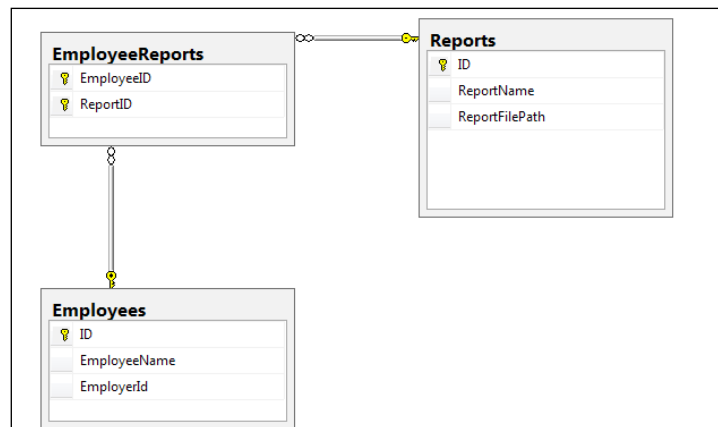 EmployeeReports
EmployeeID
ReportID
Reports
ID
ReportName
ReportFilePath
Employees
ID
EmployeeName
EmployerId